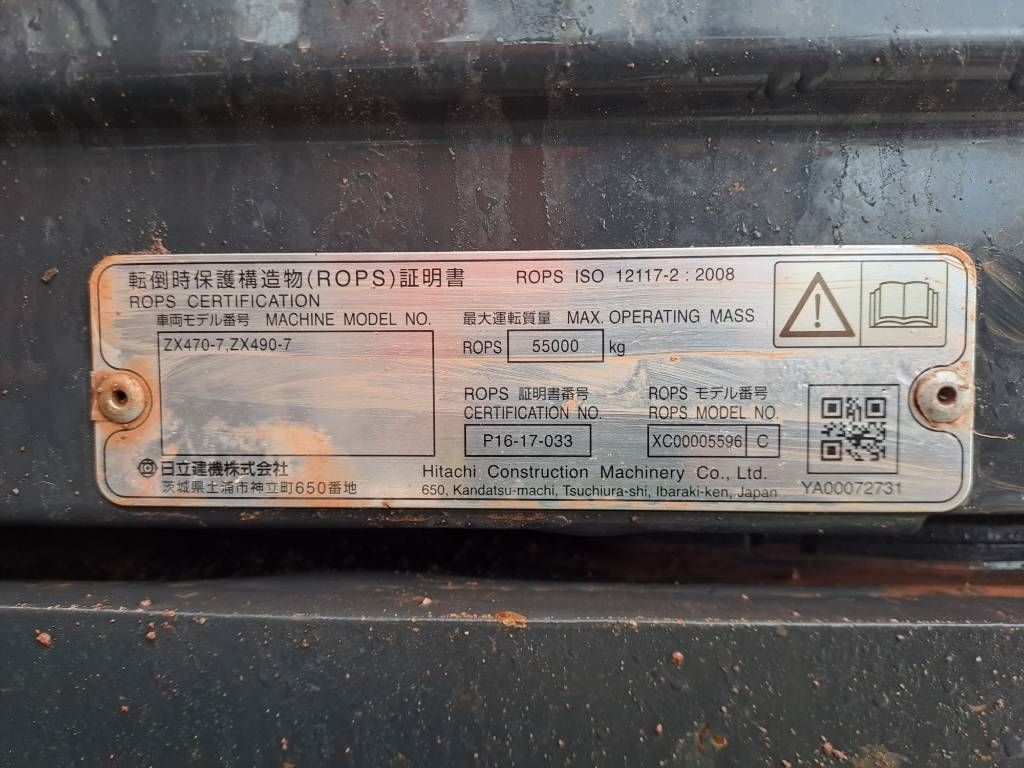 転倒時保護構造物(ROPS)証明書 ROPS ISO 12117-2 : 2008
ROPS CERTIFICATION
車両モデル番号 MACHINE MODEL NO.
ZX470-7,ZX490-7
最大運転質量 MAX. OPERATING MASS
ROPS 55000 kg
ROPS 証明書番号
CERTIFICATION NO.
P16-17-033
ROPS モデル番号
ROPS MODEL NO.
XC00005596 C
日立建機株式会社
茨城県土浦市神立町650番地
Hitachi Construction Machinery Co., Ltd.
650, Kandatsu-machi, Tsuchiura-shi, Ibaraki-ken, Japan
YA00072731